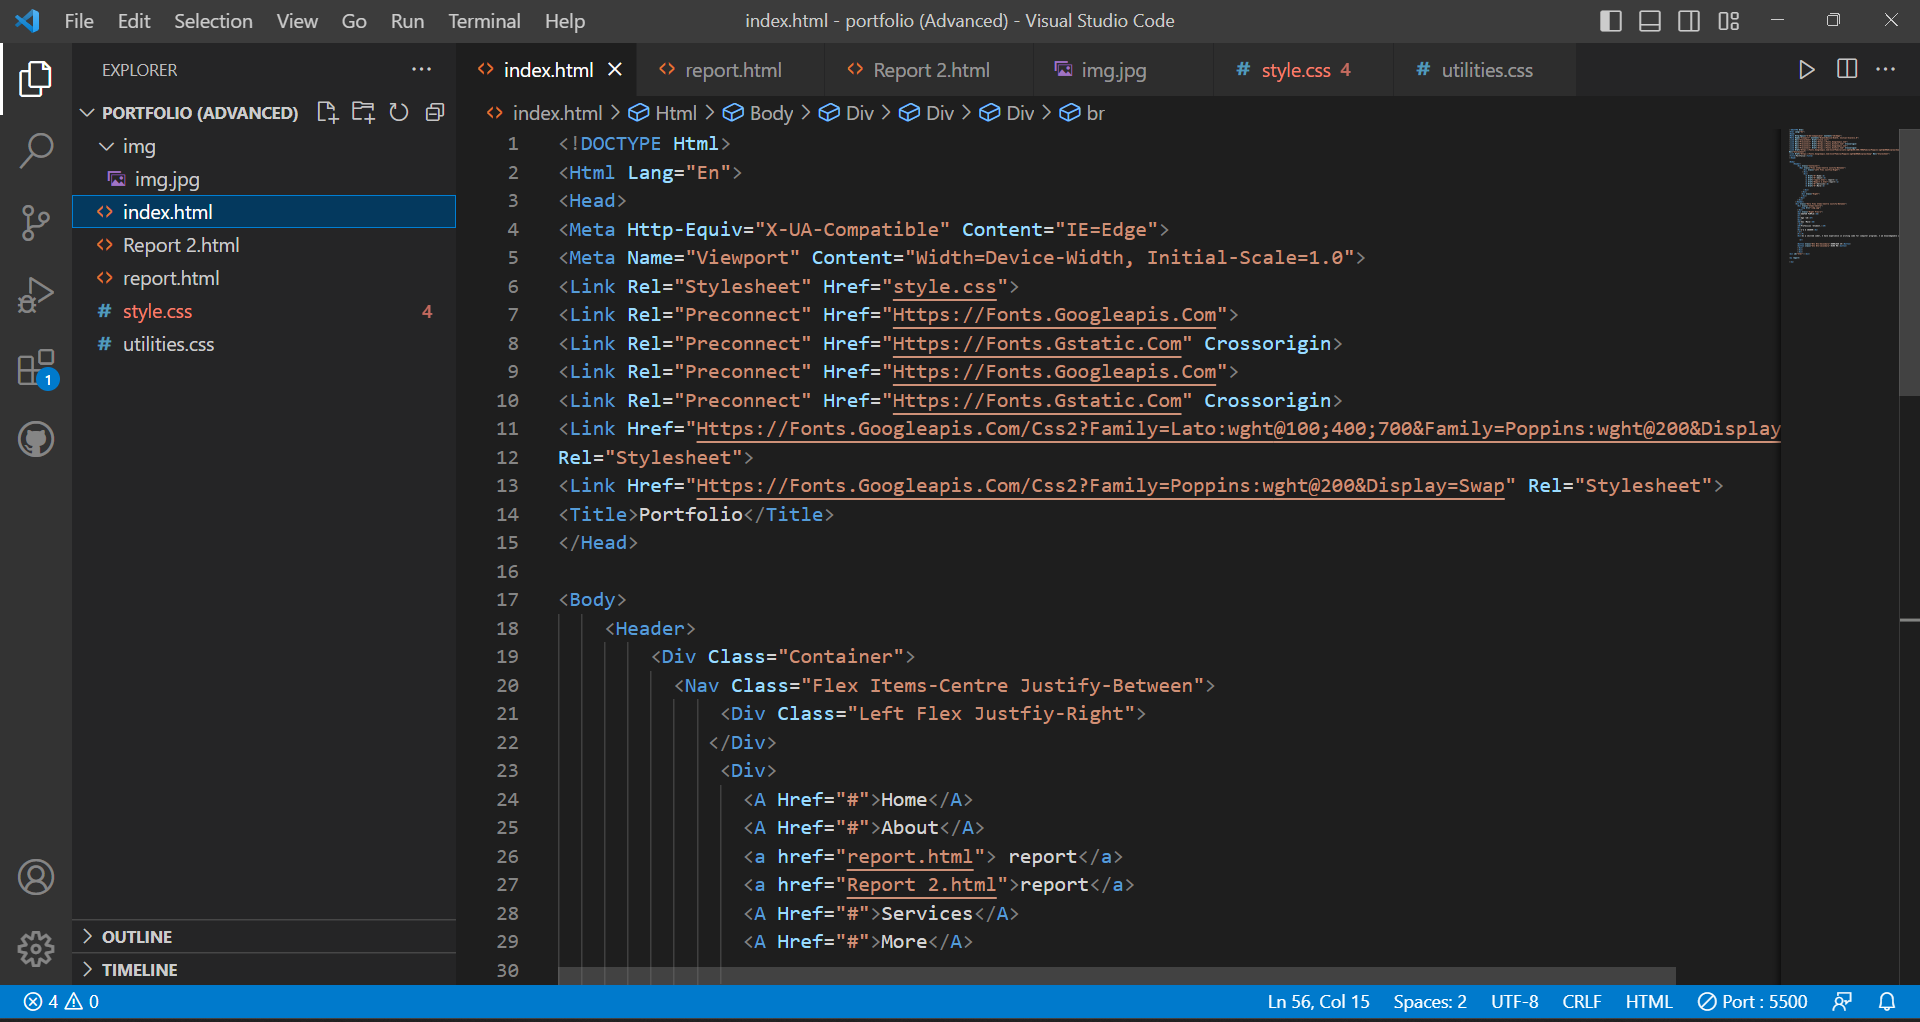 File Edit Selection View Go Run Terminal Help
index.html - portfolio (Advanced) - Visual Studio Code
EXPLORER
PORTFOLIO (ADVANCED)
img
img.jpg
index.html
Report 2.html
report.html
style.css 4
utilities.css
1
OUTLINE
TIMELINE
index.html report.html Report 2.html img.jpg style.css 4 utilities.css
index.html > Html > Body > Div > Div > Div > br
1 <!DOCTYPE Html>
2 <Html Lang="En">
3 <Head>
4 <Meta Http-Equiv="X-UA-Compatible" Content="IE=Edge">
5 <Meta Name="Viewport" Content="Width=Device-Width, Initial-Scale=1.0">
6 <Link Rel="Stylesheet" Href="style.css">
7 <Link Rel="Preconnect" Href="Https://Fonts.Googleapis.Com">
8 <Link Rel="Preconnect" Href="Https://Fonts.Gstatic.Com" Crossorigin>
9 <Link Rel="Preconnect" Href="Https://Fonts.Googleapis.Com">
10 <Link Rel="Preconnect" Href="Https://Fonts.Gstatic.Com" Crossorigin>
11 <Link Href="Https://Fonts.Googleapis.Com/Css2?Family=Lato:wght@100;400;700&Family=Poppins:wght@200&Display
12 Rel="Stylesheet">
13 <Link Href="Https://Fonts.Googleapis.Com/Css2?Family=Poppins:wght@200&Display=Swap" Rel="Stylesheet">
14 <Title>Portfolio</Title>
15 </Head>
16
17 <Body>
18 <Header>
19 <Div Class="Container">
20 <Nav Class="Flex Items-Centre Justify-Between">
21 <Div Class="Left Flex Justfiy-Right">
22 </Div>
23 <Div>
24 <A Href="#">Home</A>
25 <A Href="#">About</A>
26 <a href="report.html"> report</a>
27 <a href="Report 2.html">report</a>
28 <A Href="#">Services</A>
29 <A Href="#">More</A>
30
4 0 Ln 56, Col 15 Spaces: 2 UTF-8 CRLF HTML Port : 5500